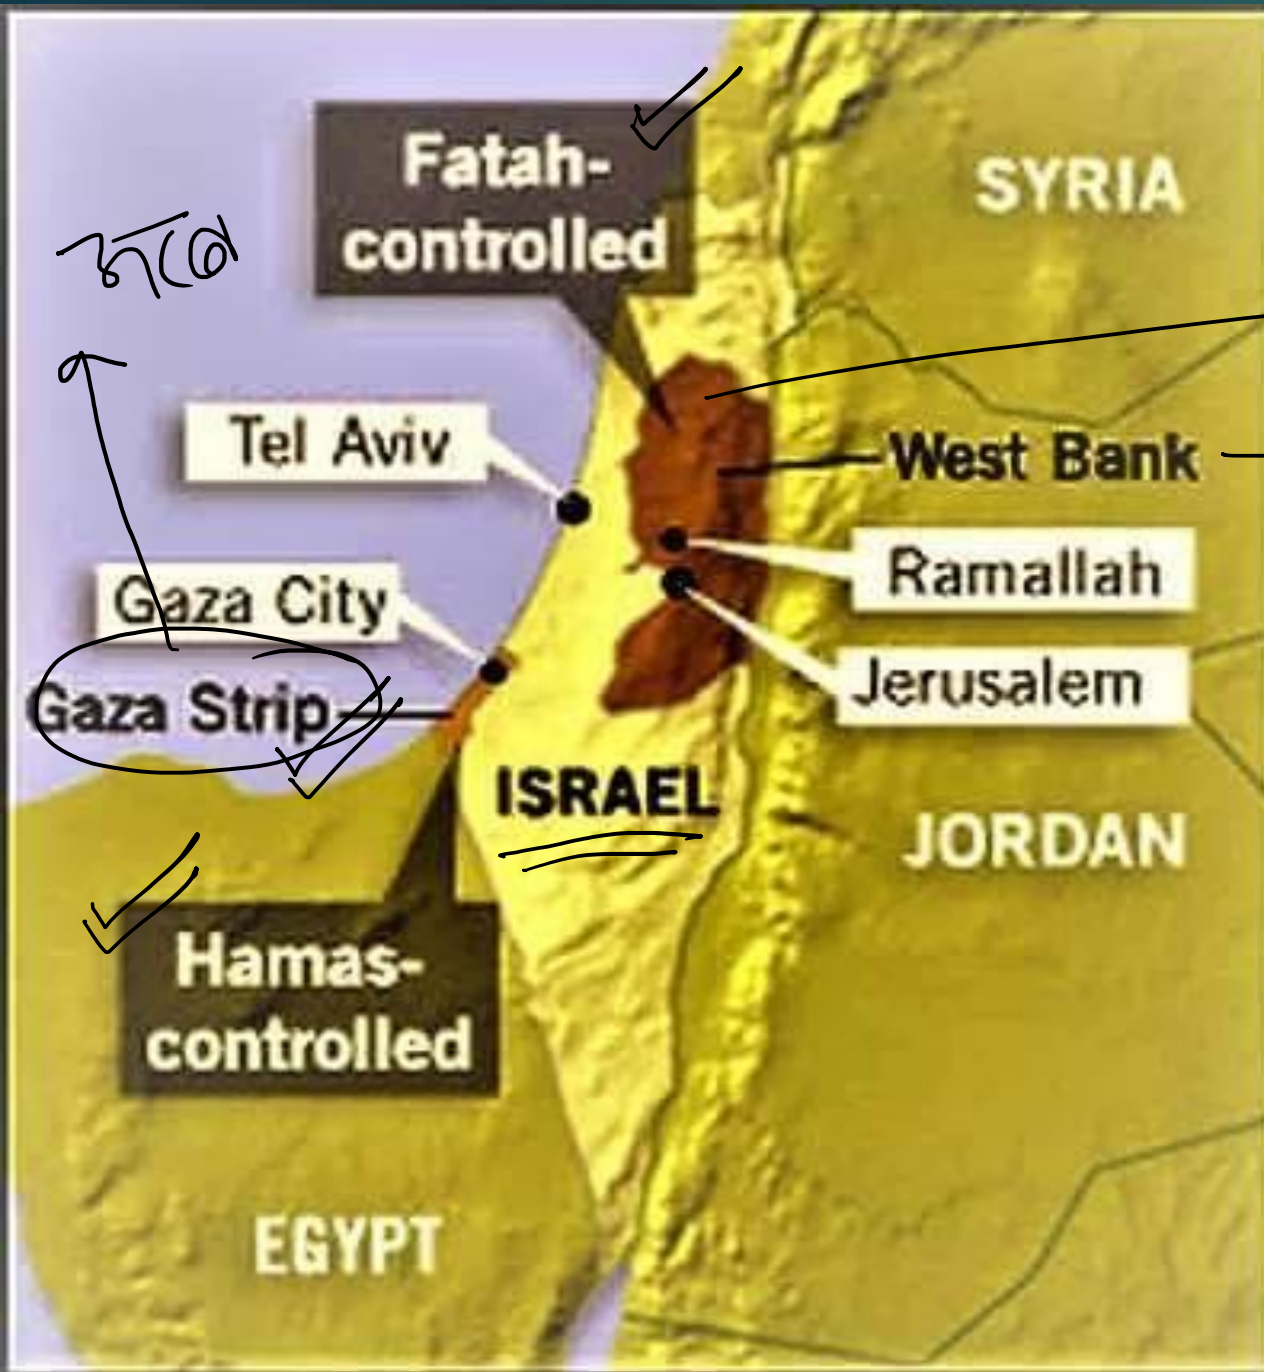 Fatah-
controlled
SYRIA
Tel Aviv
West Bank
Gaza City
Ramallah
Gaza Strip
Jerusalem
ISRAEL
JORDAN
Hamas-
controlled
EGYPT